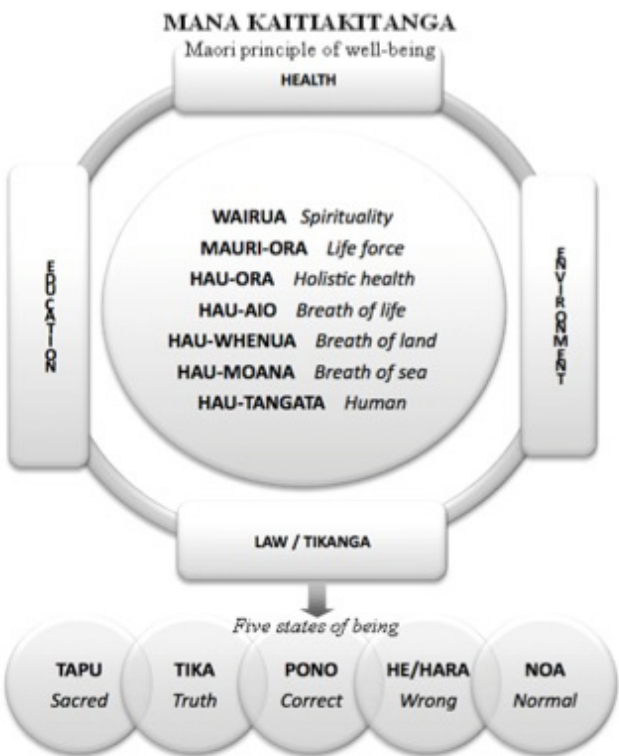 MANA KAITIAKITANGA
Maori principle of well-being
HEALTH
EDUCATION
WAIRUA Spirituality
MAURI-ORA Life force
HAU-ORA Holistic health
HAU-AIO Breath of life
HAU-WHENUA Breath of land
HAU-MOANA Breath of sea
HAU-TANGATA Human
ENVIRONMENT
LAW / TIKANGA
Five states of being
TAPU
Sacred
TIKA
Truth
PONO
Correct
HE/HARA
Wrong
NOA
Normal